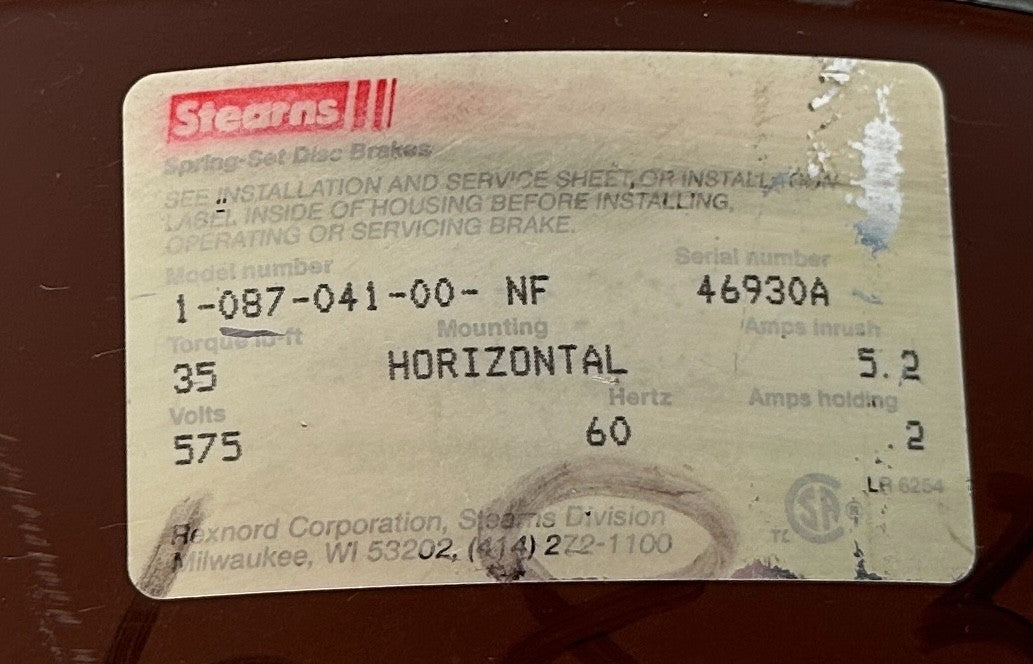 Stearns
Spring-Set Disc Brakes
SEE INSTALLATION AND SERVICE SHEET, OR INSTALLATION
LABEL INSIDE OF HOUSING BEFORE INSTALLING,
OPERATING OR SERVICING BRAKE.
Model number Serial number
1-087-041-00- NF 46930A
Torque lb-ft Mounting Amps inrush
35 HORIZONTAL 5.2
Volts Hertz Amps holding
575 60 .2
LR 6254
SA ®
Rexnord Corporation, Stearns Division
Milwaukee, WI 53202, (414) 272-1100